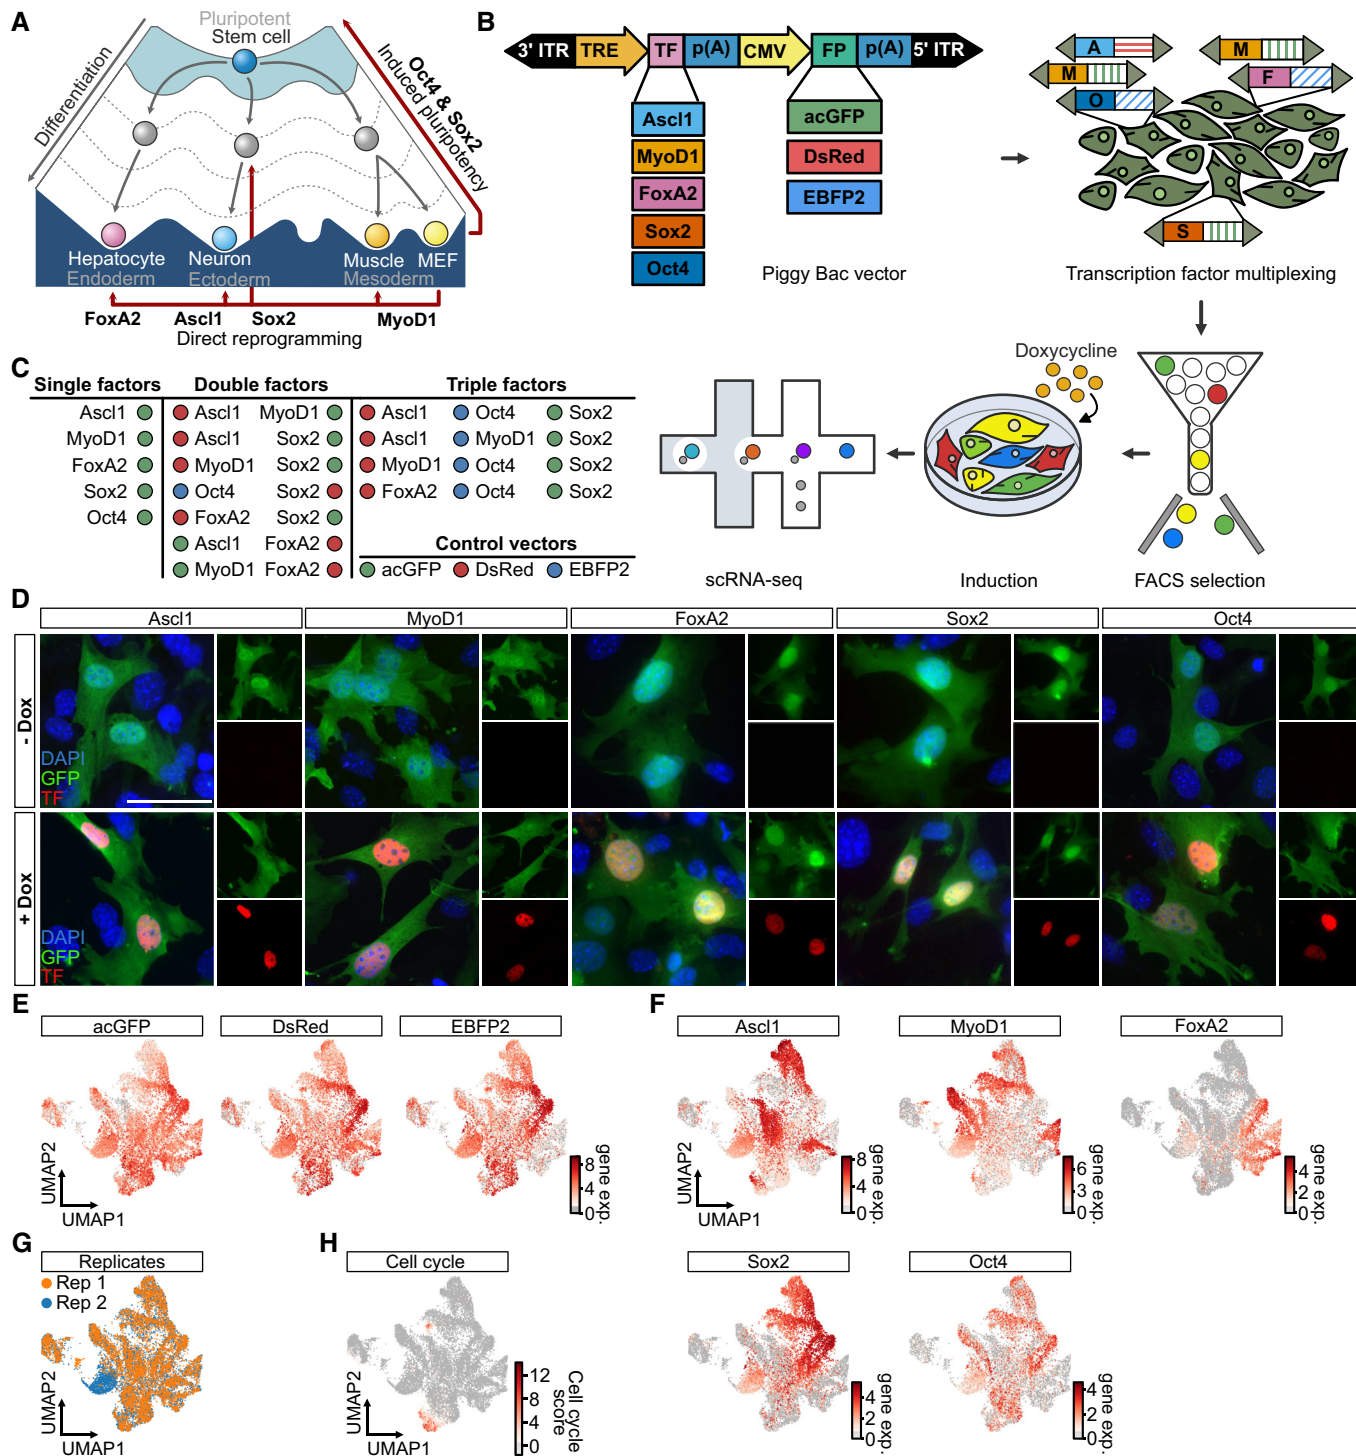 A
Pluripotent
Stem cell
Differentiation
Oct4 & Sox2
Induced pluripotency
Hepatocyte
Endoderm
Neuron
Ectoderm
Muscle
Mesoderm
MEF
FoxA2
Ascl1
Sox2
MyoD1
Direct reprogramming
B
3' ITR
TRE
TF
p(A)
CMV
FP
p(A)
5' ITR
Ascl1
MyoD1
FoxA2
Sox2
Oct4
acGFP
DsRed
EBFP2
Piggy Bac vector
A
M
M
F
O
S
Transcription factor multiplexing
Doxycycline
scRNA-seq
Induction
FACS selection
C
Single factors
Double factors
Triple factors
Ascl1
Ascl1 MyoD1
Ascl1 Oct4 Sox2
MyoD1
Ascl1 Sox2
Ascl1 MyoD1 Sox2
FoxA2
MyoD1 Sox2
MyoD1 Oct4 Sox2
Sox2
Oct4 Sox2
FoxA2 Oct4 Sox2
Oct4
FoxA2 Sox2
Ascl1 FoxA2
MyoD1 FoxA2
Control vectors
acGFP DsRed EBFP2
D
Ascl1
MyoD1
FoxA2
Sox2
Oct4
- Dox
DAPI
GFP
TF
+ Dox
DAPI
GFP
TF
E
acGFP
DsRed
EBFP2
UMAP2
UMAP1
8
4
0
gene exp.
F
Ascl1
MyoD1
FoxA2
UMAP2
UMAP1
8
4
0
gene exp.
6
3
0
gene exp.
4
2
0
gene exp.
G
Replicates
Rep 1
Rep 2
UMAP2
UMAP1
H
Cell cycle
UMAP2
UMAP1
12
8
4
0
Cell cycle
score
Sox2
4
2
0
gene exp.
Oct4
4
2
0
gene exp.